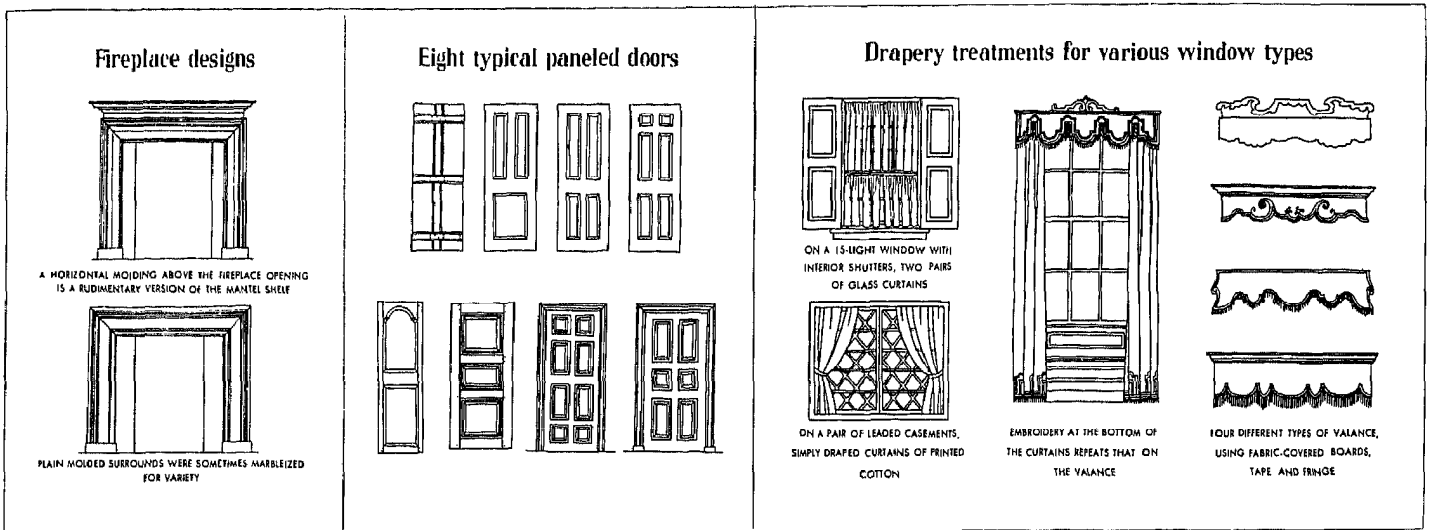 Fireplace designs
A HORIZONTAL MOLDING ABOVE THE FIREPLACE OPENING
IS A RUDIMENTARY VERSION OF THE MANTEL SHELF
PLAIN MOLDED SURROUNDS WERE SOMETIMES MARBLEIZED
FOR VARIETY
Eight typical paneled doors
Drapery treatments for various window types
ON A 15-LIGHT WINDOW WITH
INTERIOR SHUTTERS, TWO PAIRS
OF GLASS CURTAINS
ON A PAIR OF LEADED CASEMENTS,
SIMPLY DRAPED CURTAINS OF PRINTED
COTTON
EMBROIDERY AT THE BOTTOM OF
THE CURTAINS REPEATS THAT ON
THE VALANCE
FOUR DIFFERENT TYPES OF VALANCE,
USING FABRIC-COVERED BOARDS,
TAPE AND FRINGE